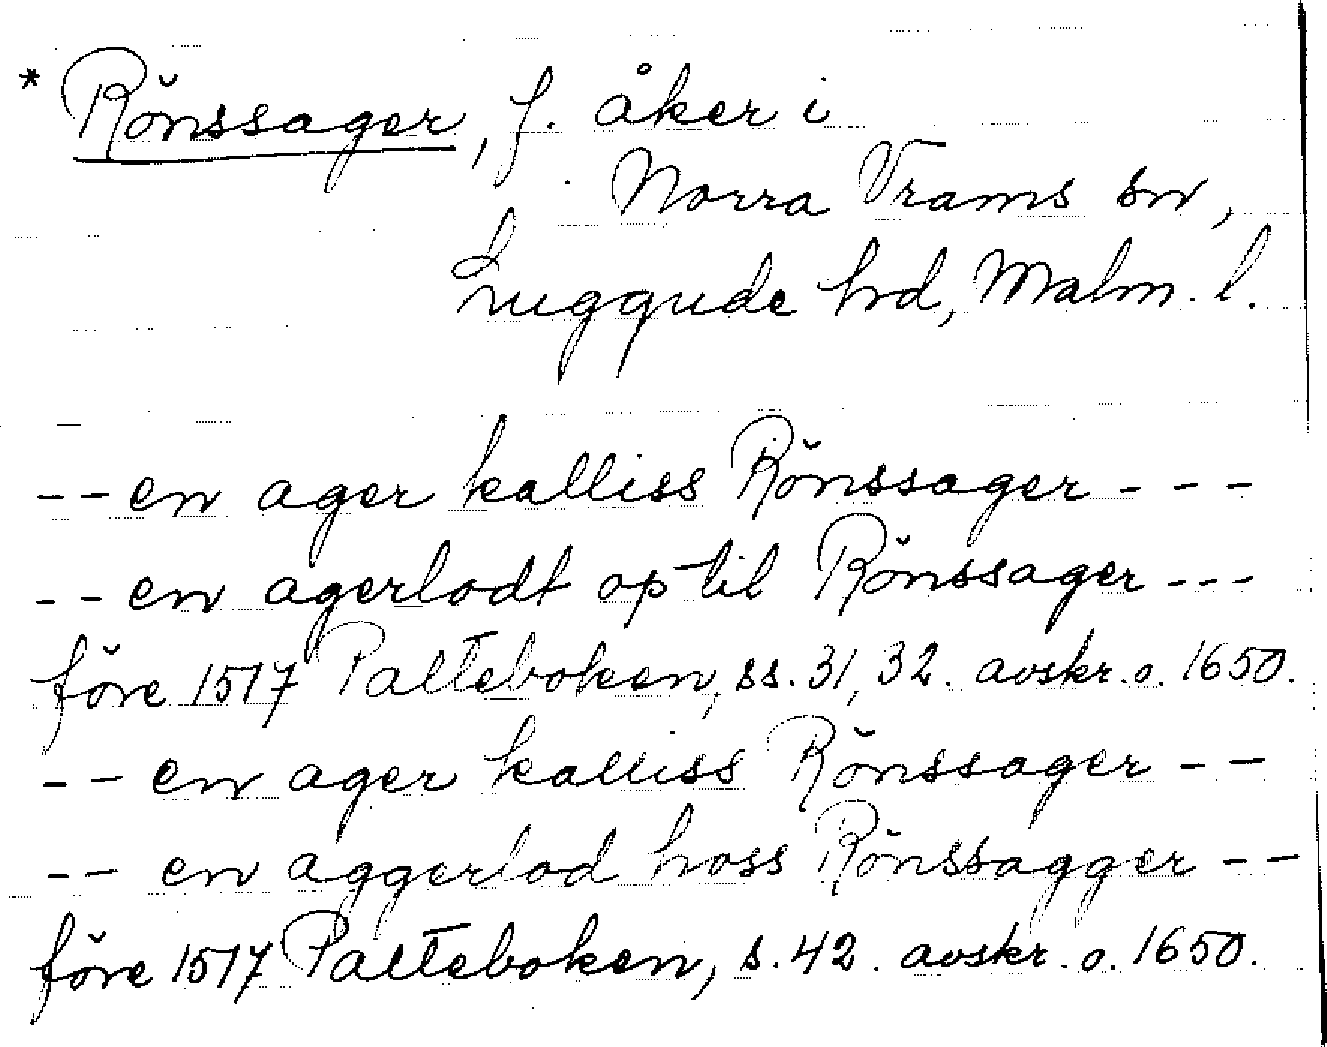 * Rönssager, f. åker i
Norra Vrams sn,
Luggude hd, Malm. l.
-- en ager kalliss Rönssager ---
-- en agerlodt op til Rönssager ---
före 1517 Palteboken, ss. 31, 32. avskr. o. 1650.
-- en ager kalliss Rönssager --
-- en aggerlod hoss Rönssagger --
före 1517 Palteboken, s. 42. avskr. o. 1650.